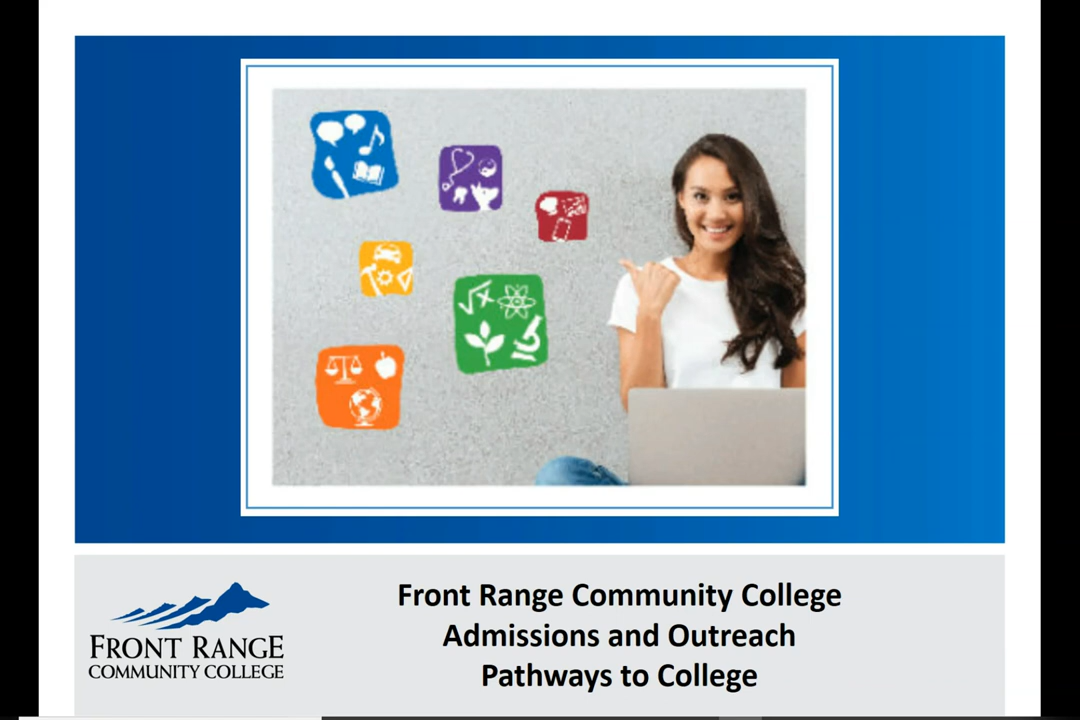 FRONT RANGE
COMMUNITY COLLEGE
Front Range Community College
Admissions and Outreach
Pathways to College
√x